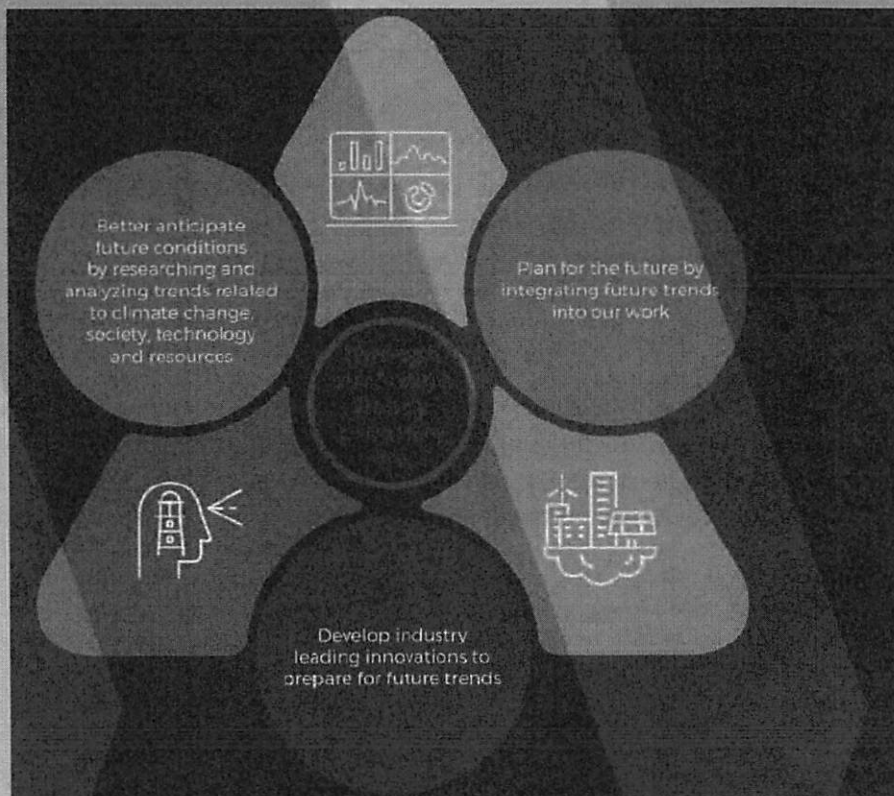 Better anticipate
future conditions
by researching and
analyzing trends related
to climate change,
society, technology
and resources
Plan for the future by
integrating future trends
into our work
Develop industry
leading innovations to
prepare for future trends